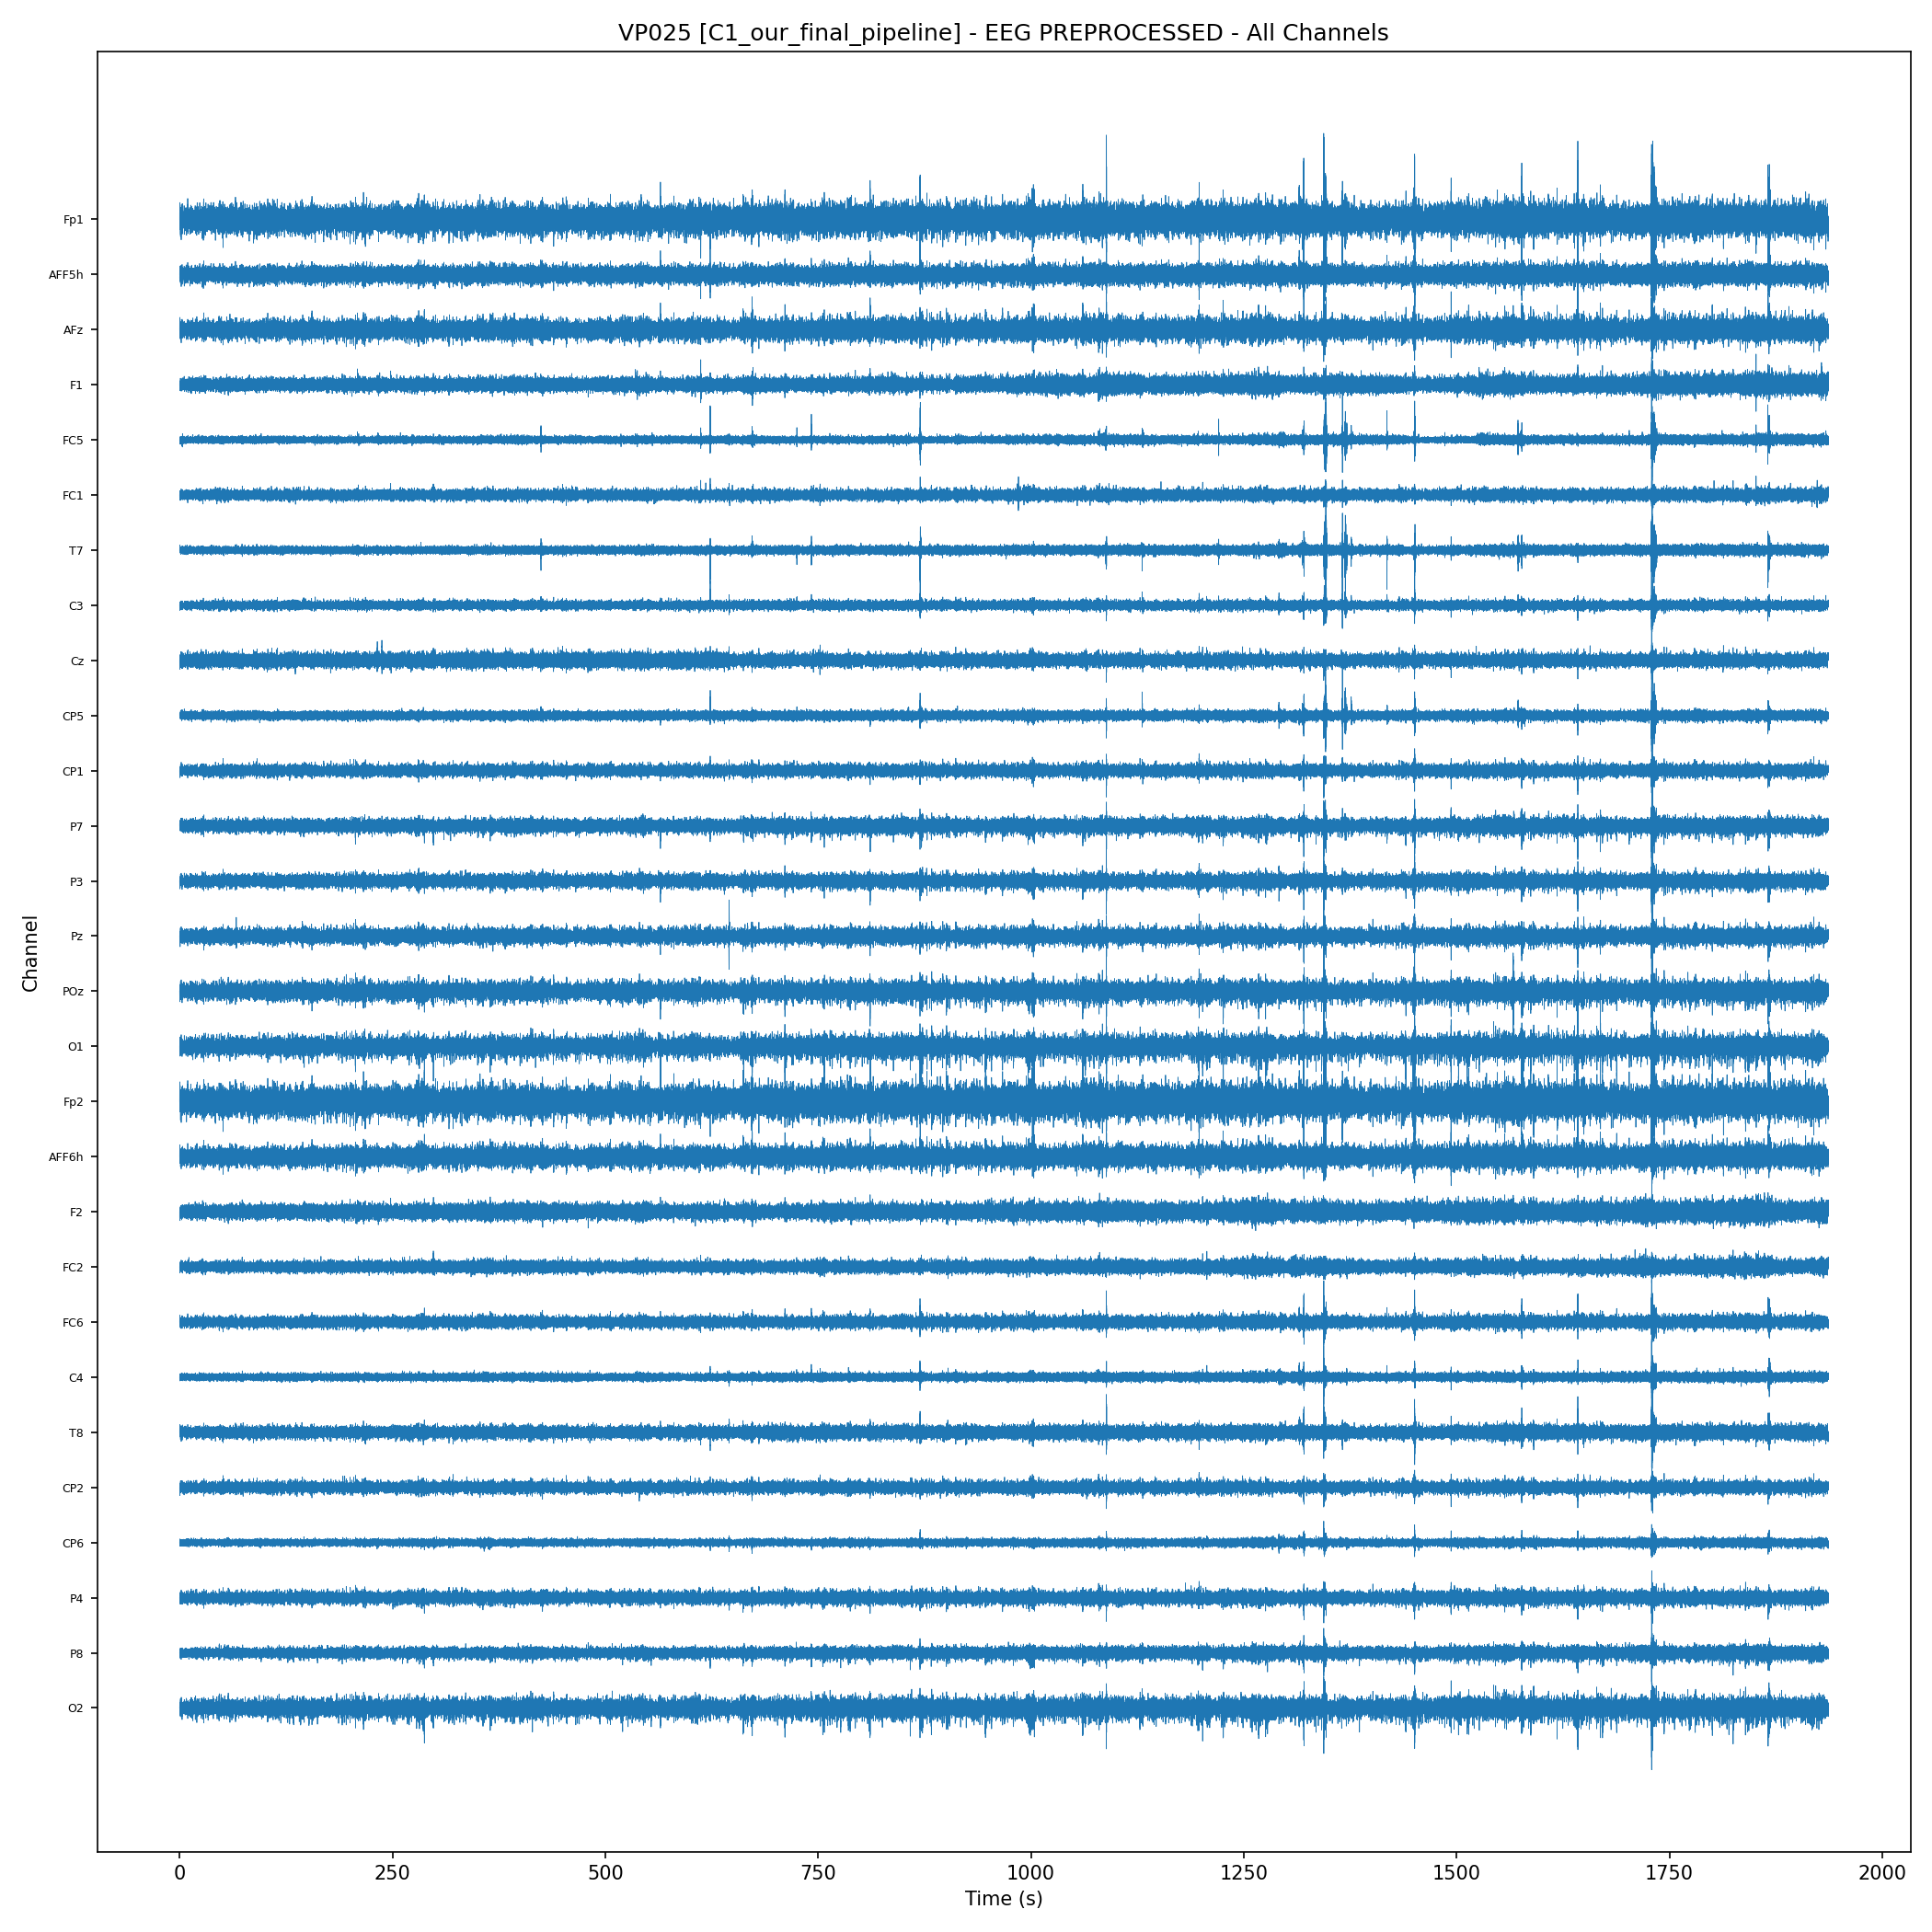 VP025 [C1_our_final_pipeline] - EEG PREPROCESSED - All Channels
Channel
Fp1
AFF5h
AFz
F1
FC5
FC1
T7
C3
Cz
CP5
CP1
P7
P3
Pz
POz
O1
Fp2
AFF6h
F2
FC2
FC6
C4
T8
CP2
CP6
P4
P8
O2
0 250 500 750 1000 1250 1500 1750 2000
Time (s)